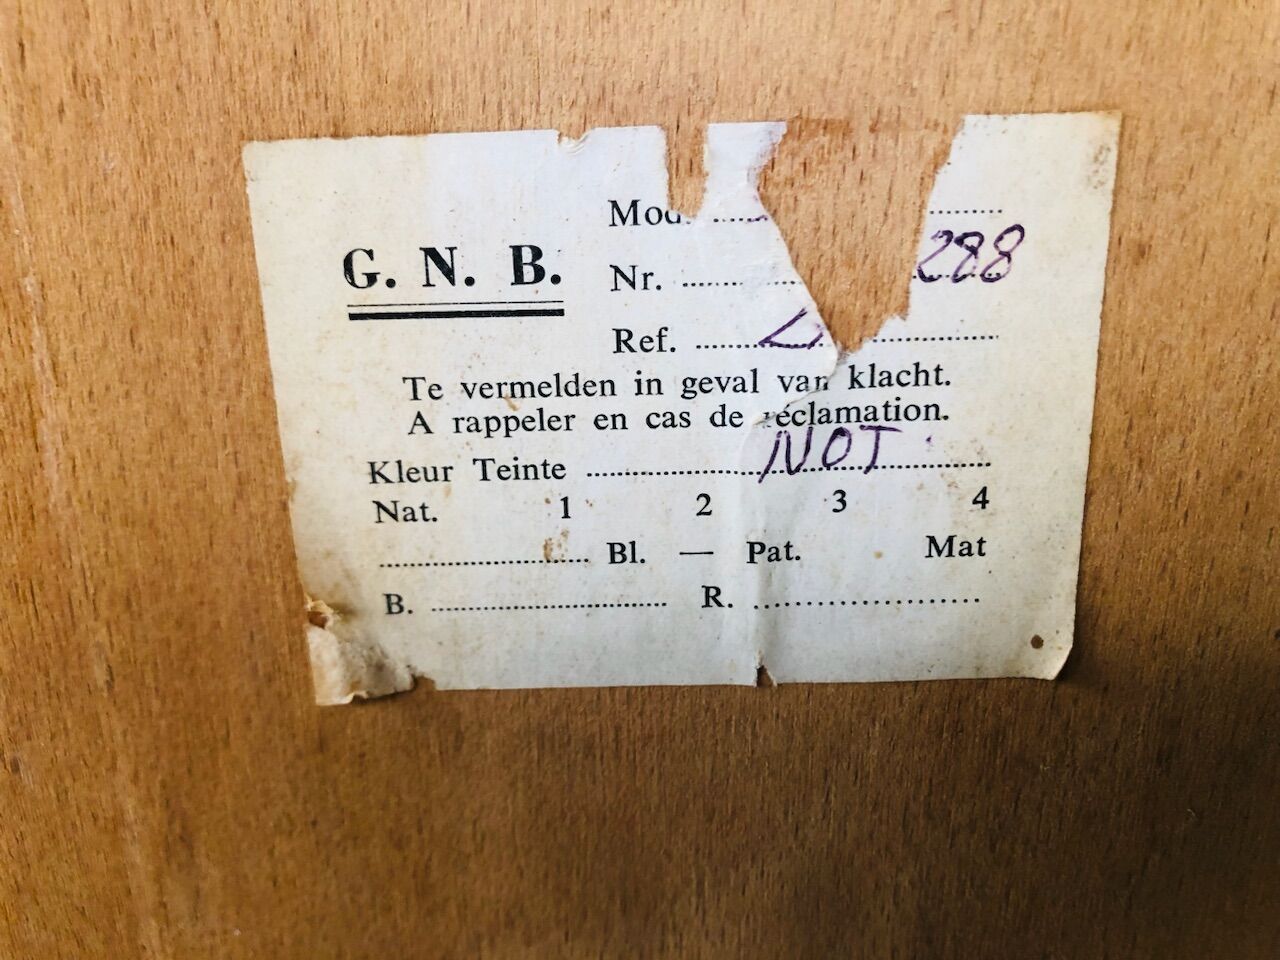 Mod. ............
G. N. B.
Nr. ............ 288
Ref. ............
Te vermelden in geval van klacht.
A rappeler en cas de réclamation.
Kleur Teinte ............ NOT ............
Nat. 1 2 3 4
............ Bl. — Pat. Mat
B. ............ R. ............